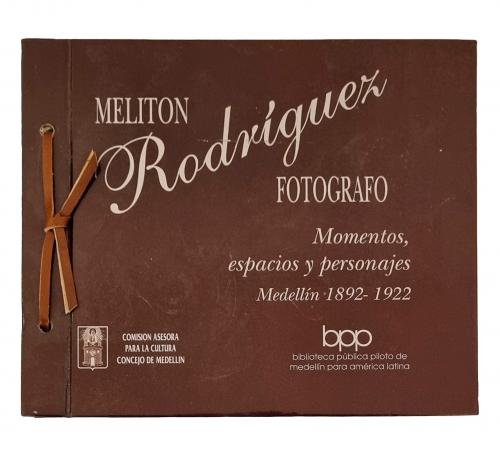 MELITON
Rodríguez
FOTOGRAFO
Momentos,
espacios y personajes
Medellín 1892-1922
COMISION ASESORA
PARA LA CULTURA
CONCEJO DE MEDELLIN
bpp
biblioteca pública piloto de
medellín para américa latina